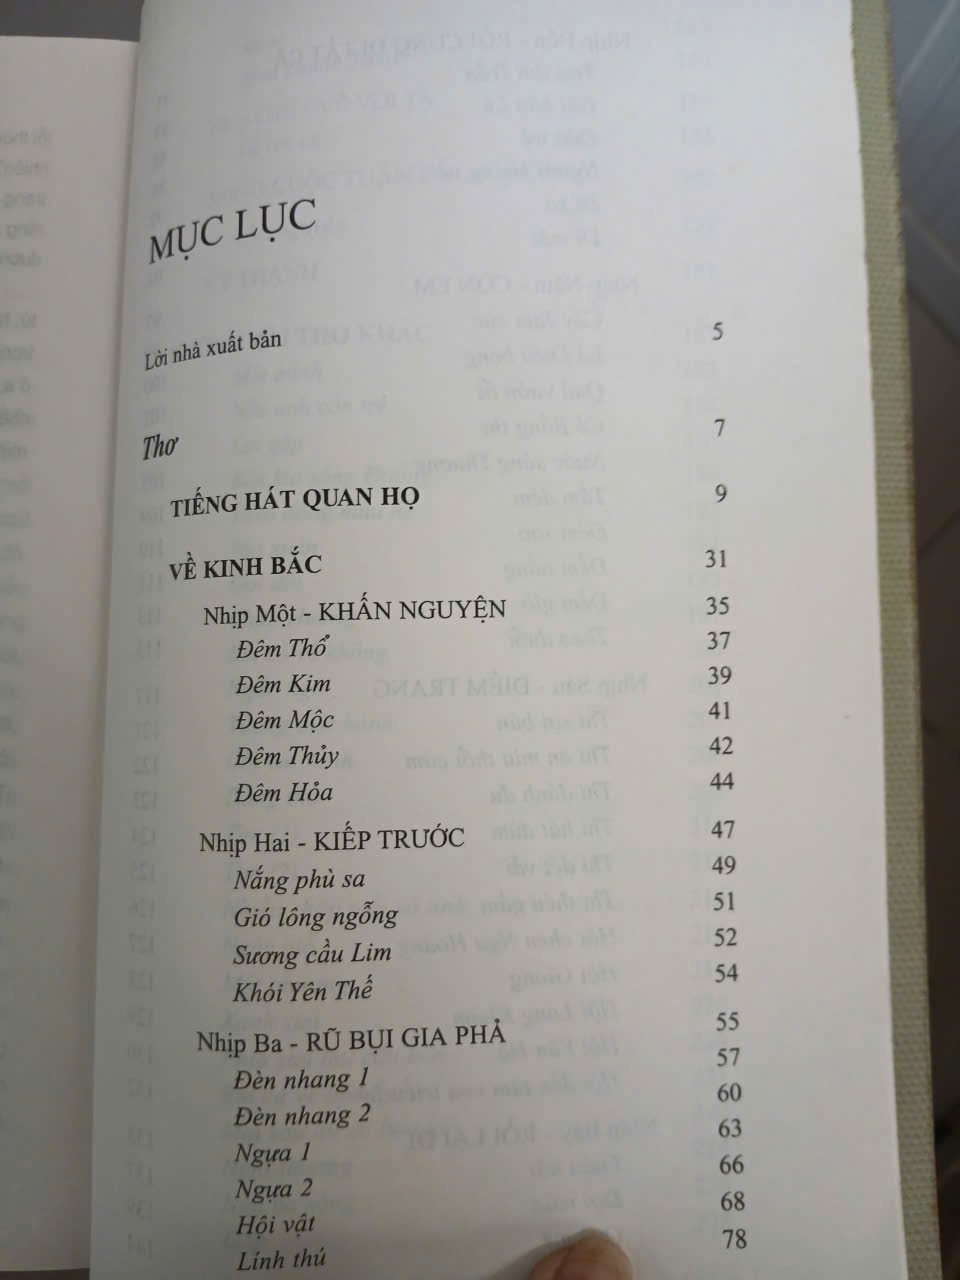 MỤC LỤC
Lời nhà xuất bản 5
Thơ 7
TIẾNG HÁT QUAN HỌ 9
VỀ KINH BẮC 31
Nhịp Một - KHẤN NGUYỆN 35
Đêm Thổ 37
Đêm Kim 39
Đêm Mộc 41
Đêm Thủy 42
Đêm Hỏa 44
Nhịp Hai - KIẾP TRƯỚC 47
Nắng phù sa 49
Gió lông ngỗng 51
Sương cầu Lim 52
Khói Yên Thế 54
Nhịp Ba - RŨ BỤI GIA PHẢ 55
Đèn nhang 1 57
Đèn nhang 2 60
Ngựa 1 63
Ngựa 2 66
Hội vật 68
Lính thú 78